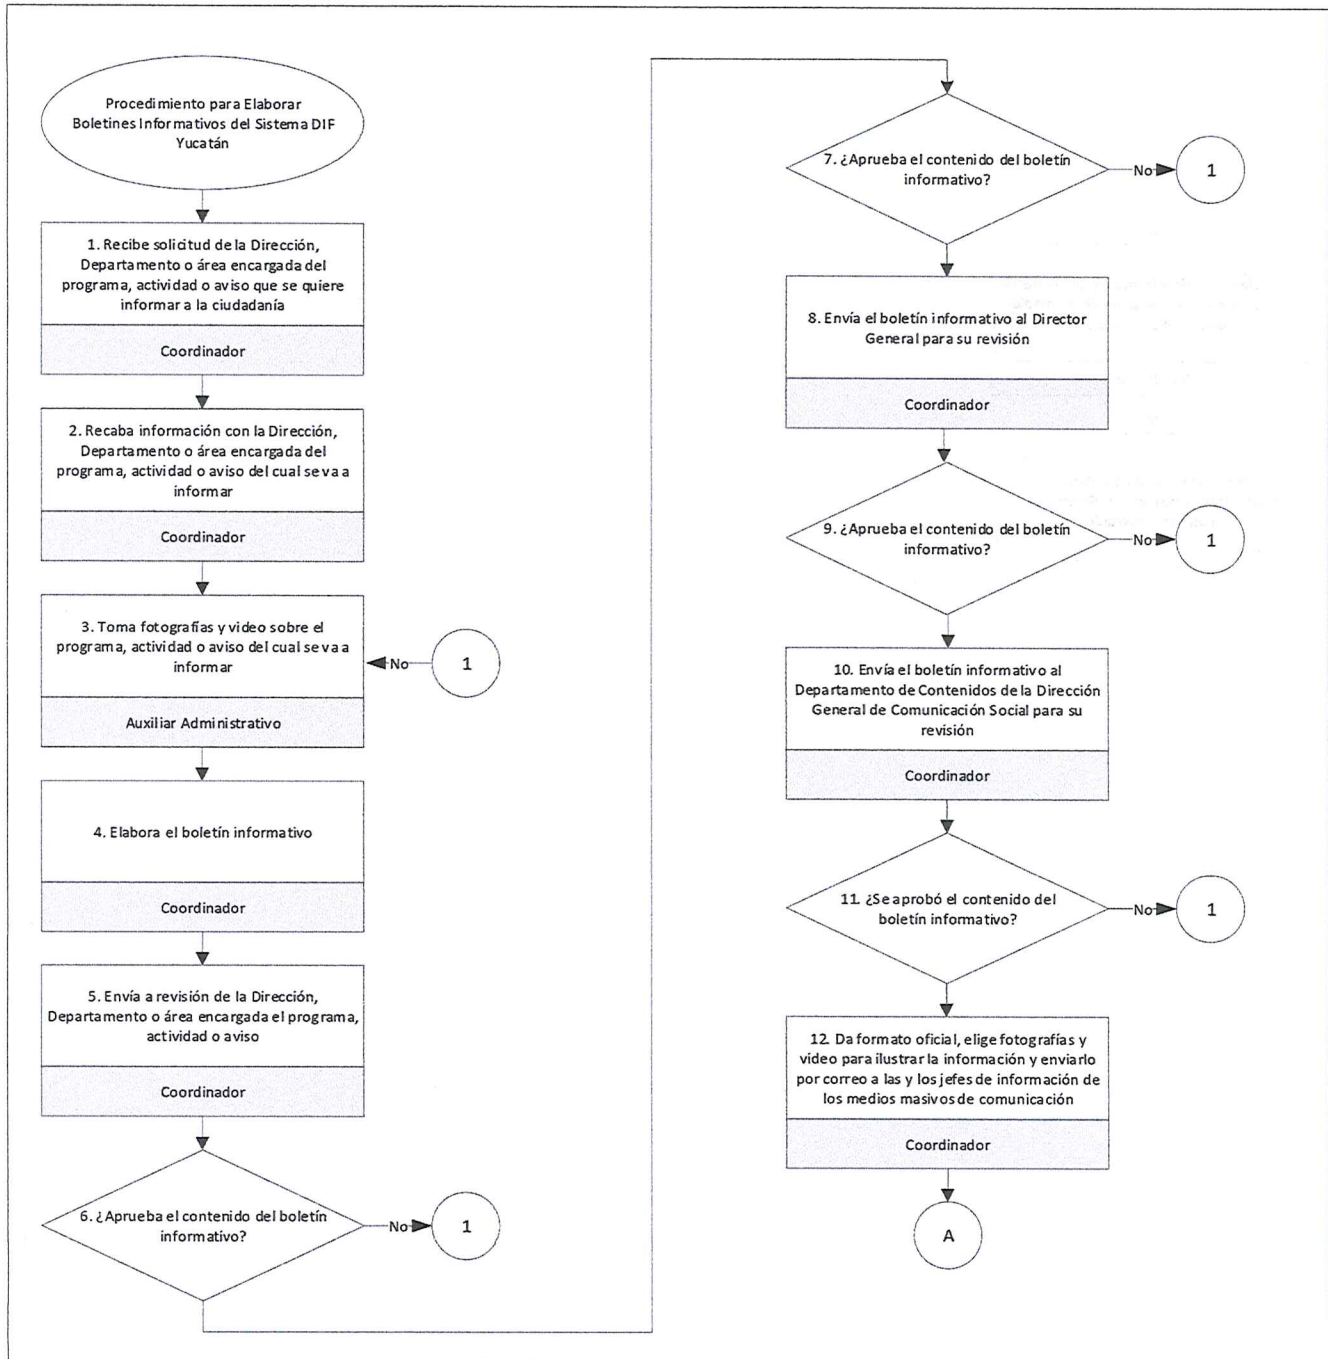 Procedimiento para Elaborar
Boletines Informativos del Sistema DIF
Yucatán
1. Recibe solicitud de la Dirección,
Departamento o área encargada del
programa, actividad o aviso que se quiere
informar a la ciudadanía
Coordinador
2. Recaba información con la Dirección,
Departamento o área encargada del
programa, actividad o aviso del cual se va a
informar
Coordinador
3. Toma fotografías y video sobre el
programa, actividad o aviso del cual se va a
informar
No
1
Auxiliar Administrativo
4. Elabora el boletín informativo
Coordinador
5. Envía a revisión de la Dirección,
Departamento o área encargada el programa,
actividad o aviso
Coordinador
6. ¿Aprueba el contenido del boletín
informativo?
No
1
7. ¿Aprueba el contenido del boletín
informativo?
No
1
8. Envía el boletín informativo al Director
General para su revisión
Coordinador
9. ¿Aprueba el contenido del boletín
informativo?
No
1
10. Envía el boletín informativo al
Departamento de Contenidos de la Dirección
General de Comunicación Social para su
revisión
Coordinador
11. ¿Se aprobó el contenido del
boletín informativo?
No
1
12. Da formato oficial, elige fotografías y
video para ilustrar la información y enviarlo
por correo a las y los jefes de información de
los medios masivos de comunicación
Coordinador
A